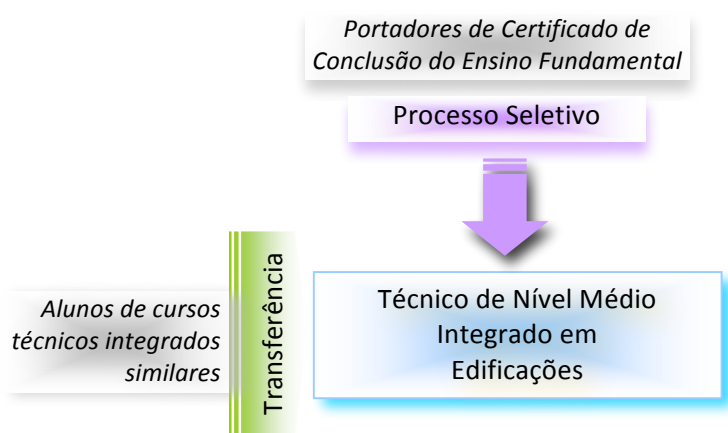 Portadores de Certificado de
Conclusão do Ensino Fundamental
Processo Seletivo
Alunos de cursos
técnicos integrados
similares
Transferência
Técnico de Nível Médio
Integrado em
Edificações